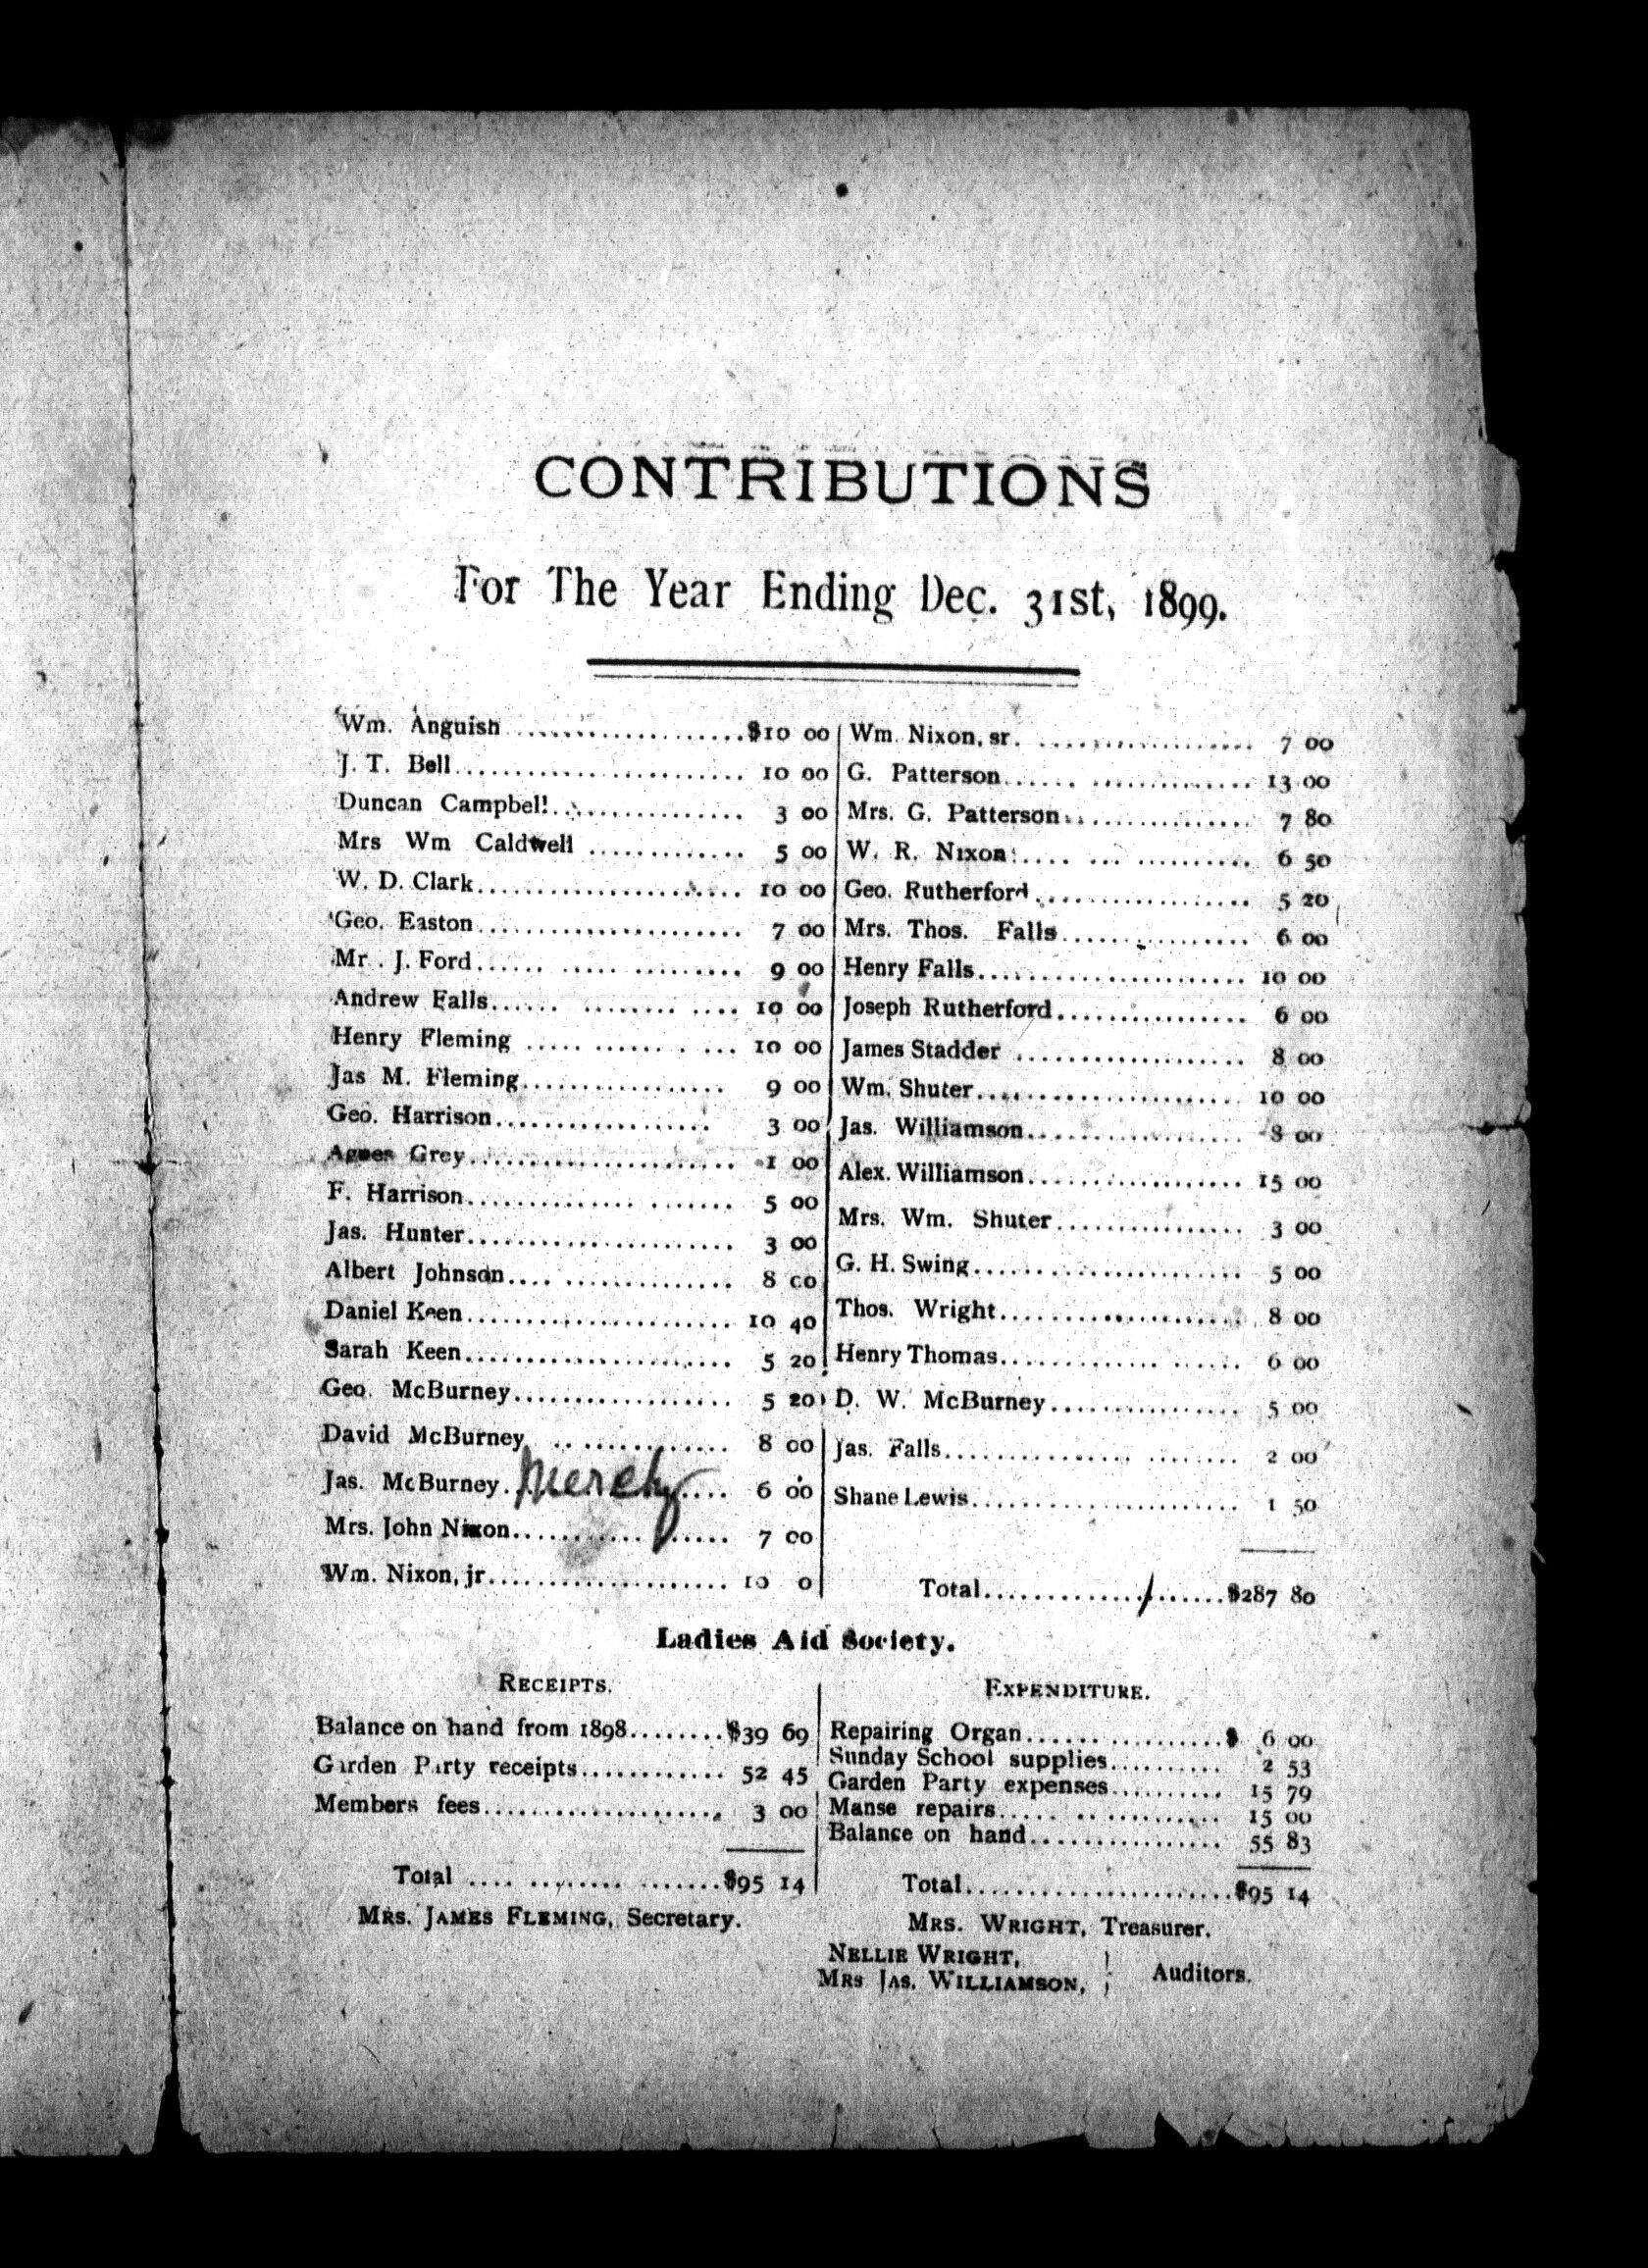 CONTRIBUTIONS
For The Year Ending Dec. 31st, 1899.
Wm. Anguish ..................... $10 00
J. T. Bell ..................... 10 00
Duncan Campbell ..................... 3 00
Mrs Wm Caldwell ..................... 5 00
W. D. Clark ..................... 10 00
Geo. Easton ..................... 7 00
Mr. J. Ford ..................... 9 00
Andrew Falls ..................... 10 00
Henry Fleming ..................... 10 00
Jas M. Fleming ..................... 9 00
Geo. Harrison ..................... 3 00
Agnes Grey ..................... 1 00
F. Harrison ..................... 5 00
Jas. Hunter ..................... 3 00
Albert Johnson ..................... 8 00
Daniel Keen ..................... 10 40
Sarah Keen ..................... 5 20
Geo. McBurney ..................... 5 20
David McBurney ..................... 8 00
Jas. McBurney ..................... 6 00
Mrs. John Nixon ..................... 7 00
Wm. Nixon, jr ..................... 10 0
Wm. Nixon, sr. ..................... 7 00
G. Patterson ..................... 13 00
Mrs. G. Patterson ..................... 7 80
W. R. Nixon ..................... 6 50
Geo. Rutherford ..................... 5 20
Mrs. Thos. Falls ..................... 6 00
Henry Falls ..................... 10 00
Joseph Rutherford ..................... 6 00
James Stadder ..................... 8 00
Wm. Shuter ..................... 10 00
Jas. Williamson ..................... 8 00
Alex. Williamson ..................... 15 00
Mrs. Wm. Shuter ..................... 3 00
G. H. Swing ..................... 5 00
Thos. Wright ..................... 8 00
Henry Thomas ..................... 6 00
D. W. McBurney ..................... 5 00
Jas. Falls ..................... 2 00
Shane Lewis ..................... 1 50
Total ..................... $287 80
Ladies Aid Society.
RECEIPTS.
Balance on hand from 1898 ........ $39 69
Garden Party receipts ............ 52 45
Members fees ..................... 3 00
Total ..................... $95 14
MRS. JAMES FLEMING, Secretary.
EXPENDITURE.
Repairing Organ ..................... $ 6 00
Sunday School supplies .......... 2 53
Garden Party expenses .......... 15 79
Manse repairs ..................... 15 00
Balance on hand ................ 55 83
Total ..................... $95 14
MRS. WRIGHT, Treasurer.
NELLIE WRIGHT,
MRS JAS. WILLIAMSON, } Auditors.